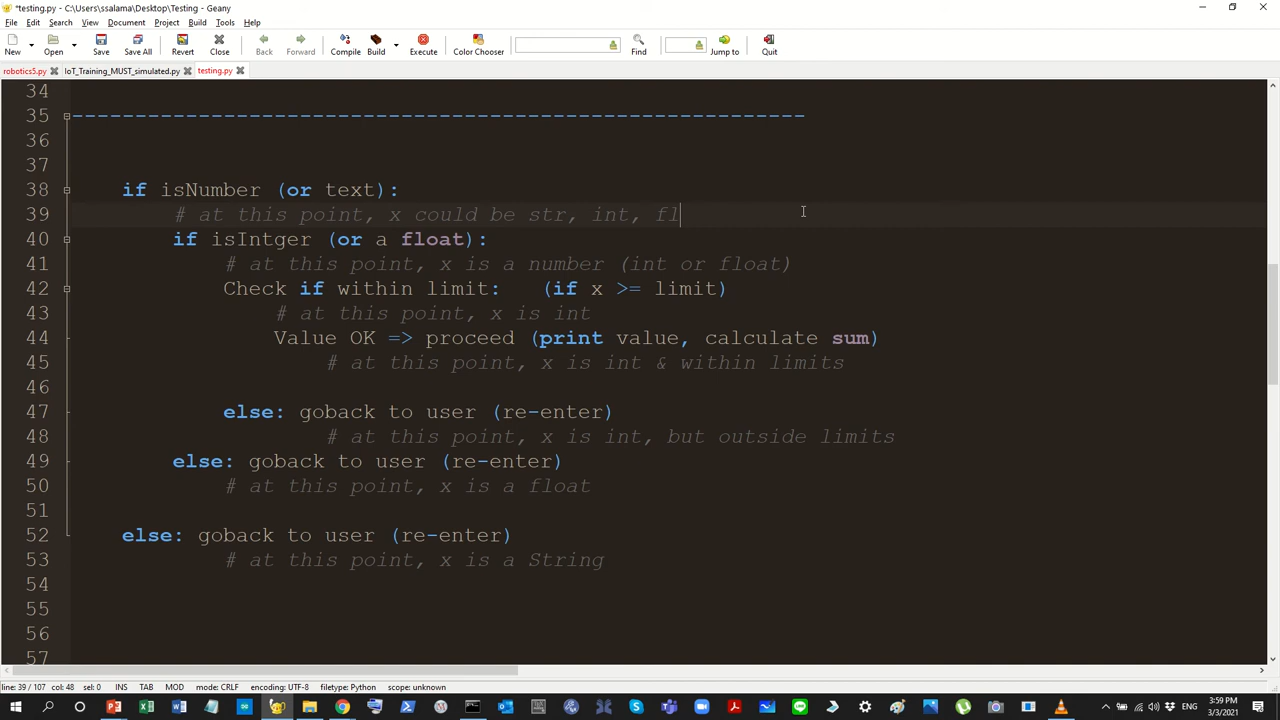 *testing.py - C:\Users\ssalama\Desktop\Testing - Geany
File Edit Search View Document Project Build Tools Help
New Open Save Save All Revert Close Back Forward Compile Build Execute Color Chooser Find Jump to Quit
robotics5.py IoT_Training_MUST_simulated.py testing.py
34
35 ----------------------------------------------------------
36
37
38 if isNumber (or text):
39 # at this point, x could be str, int, fl
40 if isIntger (or a float):
41 # at this point, x is a number (int or float)
42 Check if within limit: (if x >= limit)
43 # at this point, x is int
44 Value OK => proceed (print value, calculate sum)
45 # at this point, x is int & within limits
46
47 else: goback to user (re-enter)
48 # at this point, x is int, but outside limits
49 else: goback to user (re-enter)
50 # at this point, x is a float
51
52 else: goback to user (re-enter)
53 # at this point, x is a String
54
55
56
57
line: 39 / 107 col: 48 sel: 0 INS TAB MOD mode: CRLF encoding: UTF-8 filetype: Python scope: unknown
3:59 PM
3/3/2021